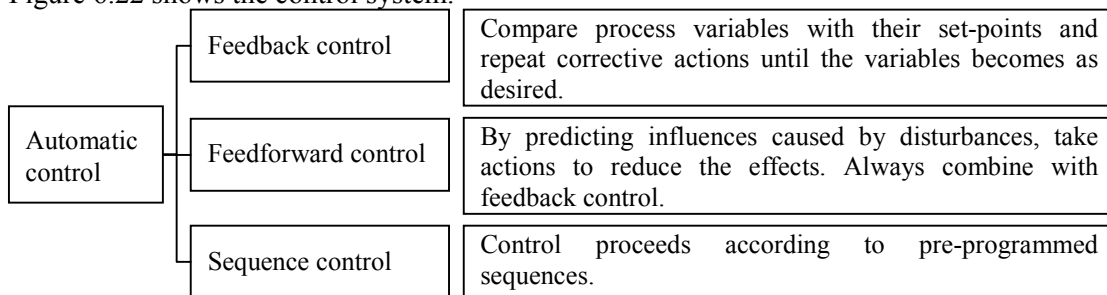 Figure 6.22 shows the control system.
Feedback control
Compare process variables with their set-points and
repeat corrective actions until the variables becomes as
desired.
Automatic
control
Feedforward control
By predicting influences caused by disturbances, take
actions to reduce the effects. Always combine with
feedback control.
Sequence control
Control proceeds according to pre-programmed
sequences.